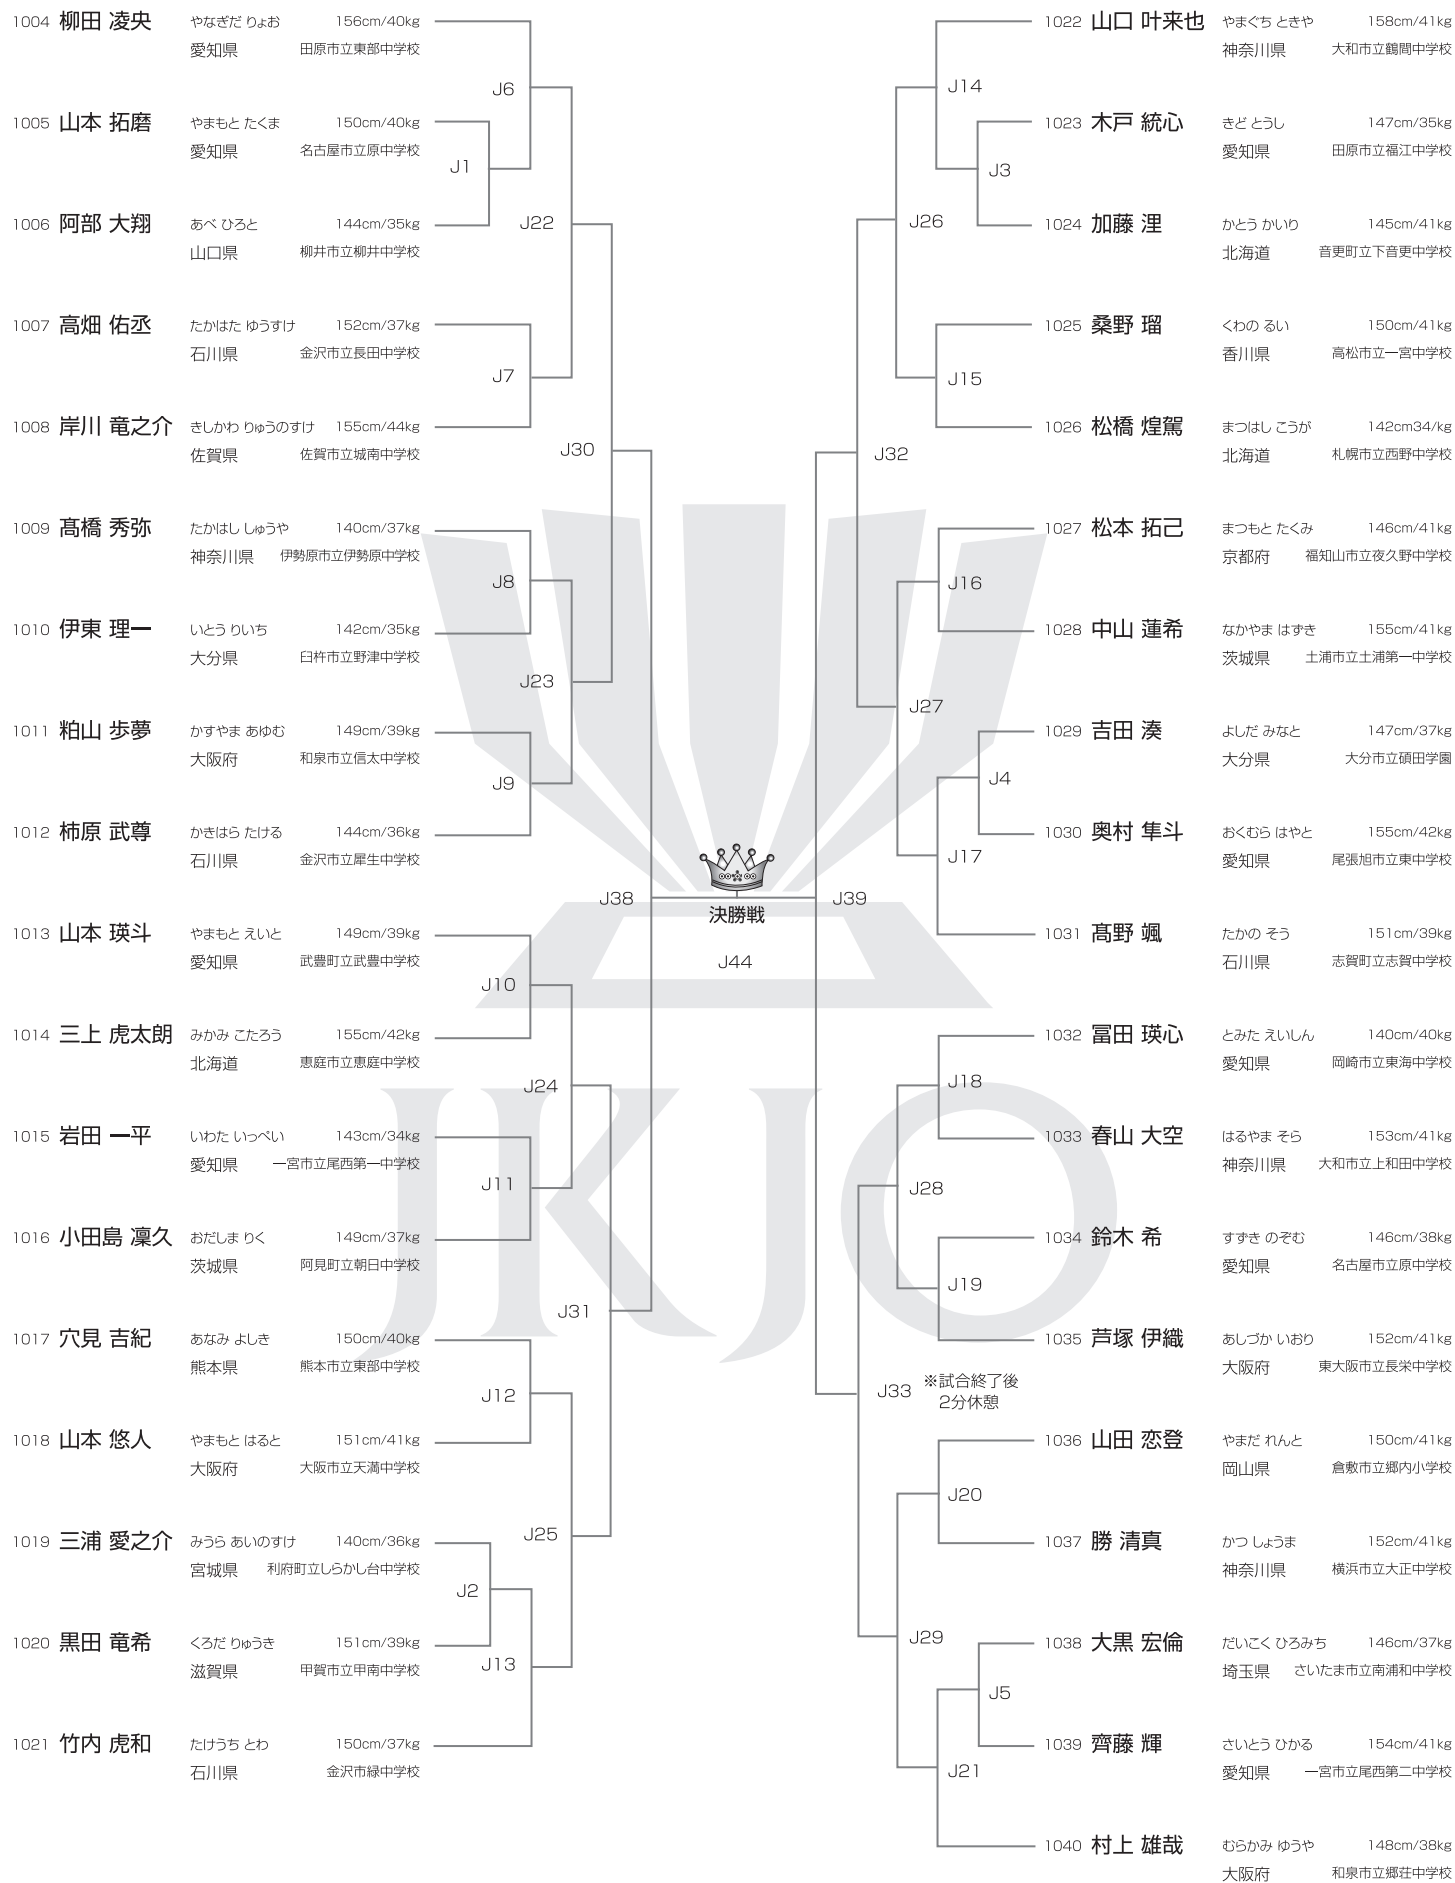 1004 柳田 凌央 やなぎだ りょお 156cm/40kg
愛知県 田原市立東部中学校
J6
1005 山本 拓磨 やまもと たくま 150cm/40kg
愛知県 名古屋市立原中学校
J1
J22
1006 阿部 大翔 あべ ひろと 144cm/35kg
山口県 柳井市立柳井中学校
1007 高畑 佑丞 たかはた ゆうすけ 152cm/37kg
石川県 金沢市立長田中学校
J7
1008 岸川 竜之介 きしかわ りゅうのすけ 155cm/44kg
佐賀県 佐賀市立城南中学校
J30
1009 髙橋 秀弥 たかはし しゅうや 140cm/37kg
神奈川県 伊勢原市立伊勢原中学校
J8
1010 伊東 理一 いとう りいち 142cm/35kg
大分県 臼杵市立野津中学校
J23
1011 粕山 歩夢 かすやま あゆむ 149cm/39kg
大阪府 和泉市立信太中学校
J9
1012 柿原 武尊 かきはら たける 144cm/36kg
石川県 金沢市立犀生中学校
J38
1013 山本 瑛斗 やまもと えいと 149cm/39kg
愛知県 武豊町立武豊中学校
J10
1014 三上 虎太朗 みかみ こたろう 155cm/42kg
北海道 恵庭市立恵庭中学校
J24
1015 岩田 一平 いわた いっぺい 143cm/34kg
愛知県 一宮市立尾西第一中学校
J11
1016 小田島 凜久 おだしま りく 149cm/37kg
茨城県 阿見町立朝日中学校
J31
1017 穴見 吉紀 あなみ よしき 150cm/40kg
熊本県 熊本市立東部中学校
J12
1018 山本 悠人 やまもと はると 151cm/41kg
大阪府 大阪市立天満中学校
J25
1019 三浦 愛之介 みうら あいのすけ 140cm/36kg
宮城県 利府町立しらかし台中学校
J2
1020 黒田 竜希 くろだ りゅうき 151cm/39kg
滋賀県 甲賀市立甲南中学校
J13
1021 竹内 虎和 たけうち とわ 150cm/37kg
石川県 金沢市緑中学校
決勝戦
J44
JKJO
1022 山口 叶来也 やまぐち ときや 158cm/41kg
神奈川県 大和市立鶴間中学校
J14
1023 木戸 統心 きど とうし 147cm/35kg
愛知県 田原市立福江中学校
J3
J26
1024 加藤 浬 かとう かいり 145cm/41kg
北海道 音更町立下音更中学校
1025 桑野 瑠 くわの るい 150cm/41kg
香川県 高松市立一宮中学校
J15
1026 松橋 煌駕 まつはし こうが 142cm34/kg
北海道 札幌市立西野中学校
J32
1027 松本 拓己 まつもと たくみ 146cm/41kg
京都府 福知山市立夜久野中学校
J16
1028 中山 蓮希 なかやま はずき 155cm/41kg
茨城県 土浦市立土浦第一中学校
J27
1029 吉田 湊 よしだ みなと 147cm/37kg
大分県 大分市立碩田学園
J4
1030 奥村 隼斗 おくむら はやと 155cm/42kg
愛知県 尾張旭市立東中学校
J17
J39
1031 髙野 颯 たかの そう 151cm/39kg
石川県 志賀町立志賀中学校
1032 冨田 瑛心 とみた えいしん 140cm/40kg
愛知県 岡崎市立東海中学校
J18
1033 春山 大空 はるやま そら 153cm/41kg
神奈川県 大和市立上和田中学校
J28
1034 鈴木 希 すずき のぞむ 146cm/38kg
愛知県 名古屋市立原中学校
J19
1035 芦塚 伊織 あしづか いおり 152cm/41kg
大阪府 東大阪市立長栄中学校
J33 ※試合終了後
2分休憩
1036 山田 恋登 やまだ れんと 150cm/41kg
岡山県 倉敷市立郷内小学校
J20
1037 勝 清真 かつ しょうま 152cm/41kg
神奈川県 横浜市立大正中学校
J29
1038 大黒 宏倫 だいこく ひろみち 146cm/37kg
埼玉県 さいたま市立南浦和中学校
J5
1039 齊藤 輝 さいとう ひかる 154cm/41kg
愛知県 一宮市立尾西第二中学校
J21
1040 村上 雄哉 むらかみ ゆうや 148cm/38kg
大阪府 和泉市立郷荘中学校